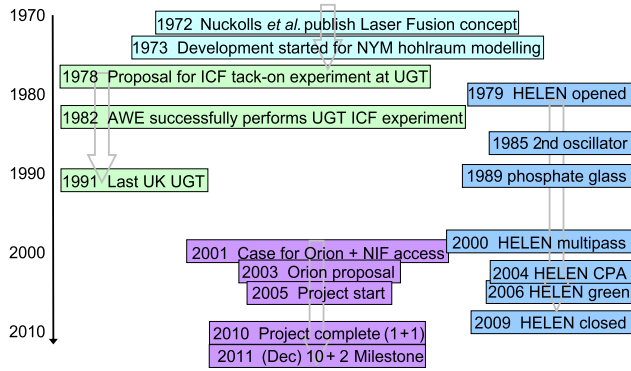 1970
1972 Nuckolls et al. publish Laser Fusion concept
1973 Development started for NYM hohlraum modelling
1978 Proposal for ICF tack-on experiment at UGT
1980
1979 HELEN opened
1982 AWE successfully performs UGT ICF experiment
1985 2nd oscillator
1990
1991 Last UK UGT
1989 phosphate glass
2000
2001 Case for Orion + NIF access
2000 HELEN multipass
2003 Orion proposal
2004 HELEN CPA
2005 Project start
2006 HELEN green
2010
2010 Project complete (1+1)
2009 HELEN closed
2011 (Dec) 10 + 2 Milestone